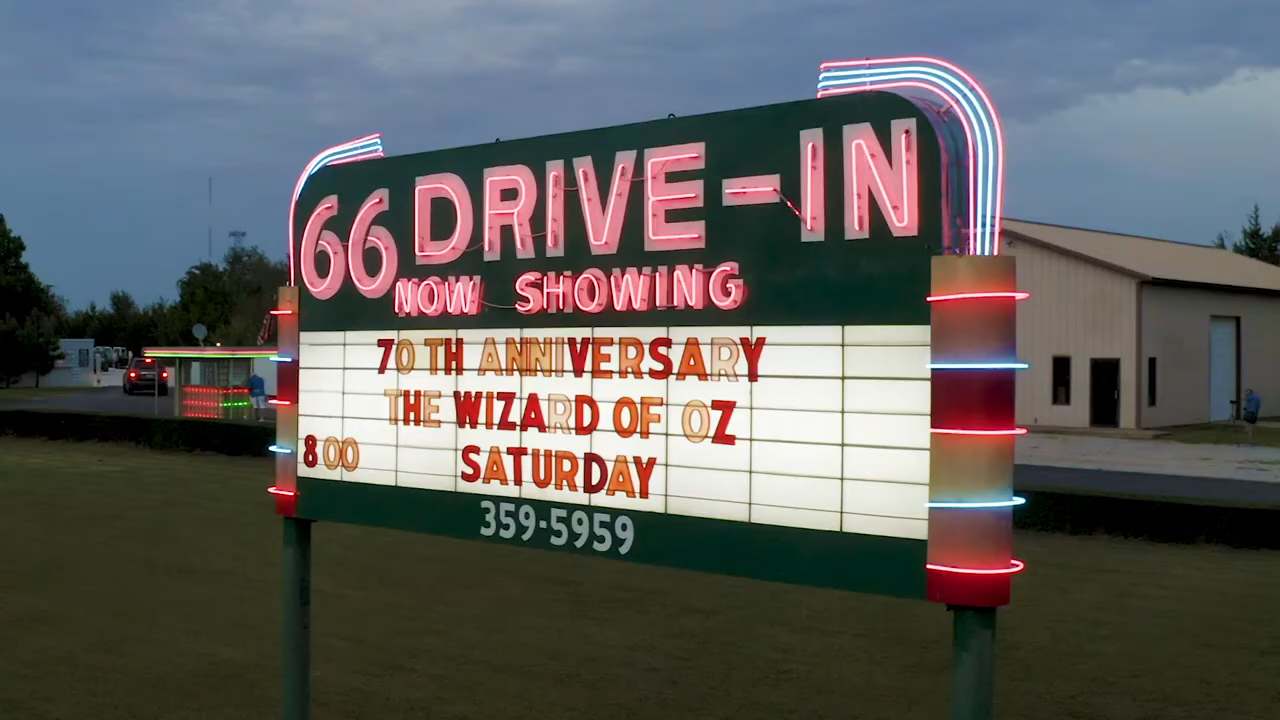 66 DRIVE-IN
NOW SHOWING
70TH ANNIVERSARY
THE WIZARD OF OZ
8 00 SATURDAY
359-5959